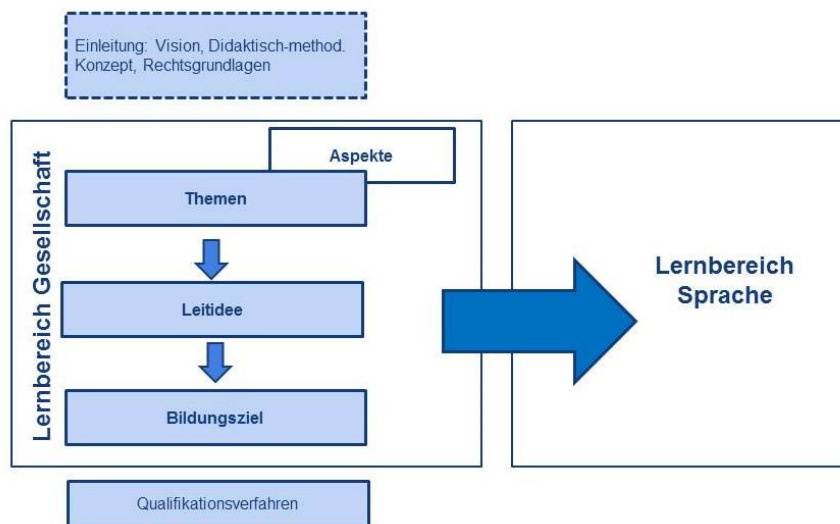 Einleitung: Vision, Didaktisch-method.
Konzept, Rechtsgrundlagen
Lernbereich Gesellschaft
Aspekte
Themen
Leitidee
Bildungsziel
Lernbereich
Sprache
Qualifikationsverfahren